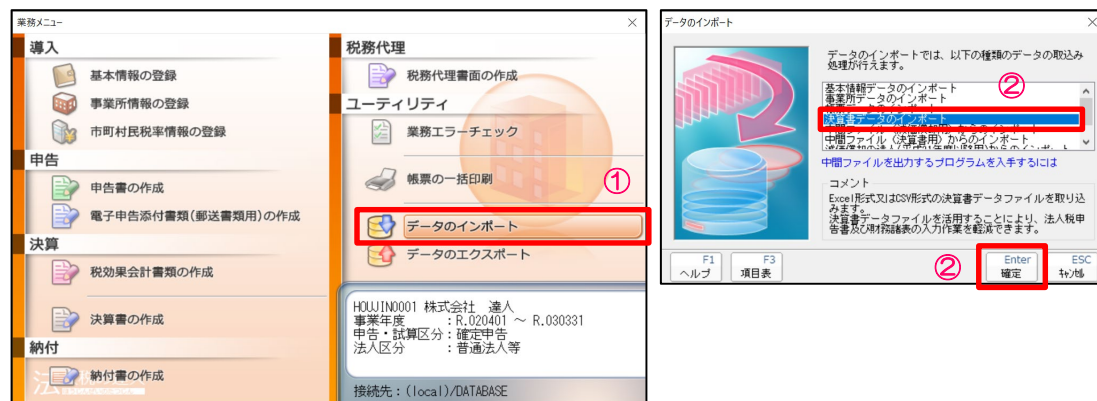 業務メニュー
導入
基本情報の登録
事業所情報の登録
市町村民税率情報の登録
申告
申告書の作成
電子申告添付書類(郵送書類用)の作成
決算
税効果会計書類の作成
決算書の作成
納付
納付書の作成
税務代理
税務代理書面の作成
ユーティリティ
業務エラーチェック
帳票の一括印刷
①
データのインポート
データのエクスポート
HOUJIN0001 株式会社 達人
事業年度 :R.020401 ~ R.030331
申告・試算区分:確定申告
法人区分 :普通法人等
接続先:(local)/DATABASE
データのインポート
データのインポートでは、以下の種類のデータの取込み
処理が行えます。
②
基本情報データのインポート
事業所データのインポート
決算書データのインポート
中間ファイル(決算書用)からのインポート
中間ファイルを出力するプログラムを入手するには
コメント
Excel形式又はCSV形式の決算書データファイルを取り込
みます。
決算書データファイルを活用することにより、法人税申
告書及び財務諸表の入力作業を軽減できます。
F1
ヘルプ
F3
項目表
②
Enter
確定
ESC
キャンセル